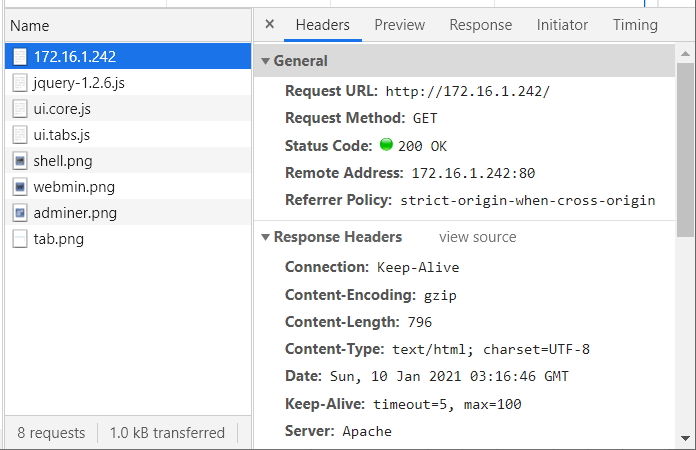 Name
172.16.1.242
jquery-1.2.6.js
ui.core.js
ui.tabs.js
shell.png
webmin.png
adminer.png
tab.png
8 requests 1.0 kB transferred
× Headers Preview Response Initiator Timing
General
Request URL: http://172.16.1.242/
Request Method: GET
Status Code: 200 OK
Remote Address: 172.16.1.242:80
Referrer Policy: strict-origin-when-cross-origin
Response Headers view source
Connection: Keep-Alive
Content-Encoding: gzip
Content-Length: 796
Content-Type: text/html; charset=UTF-8
Date: Sun, 10 Jan 2021 03:16:46 GMT
Keep-Alive: timeout=5, max=100
Server: Apache